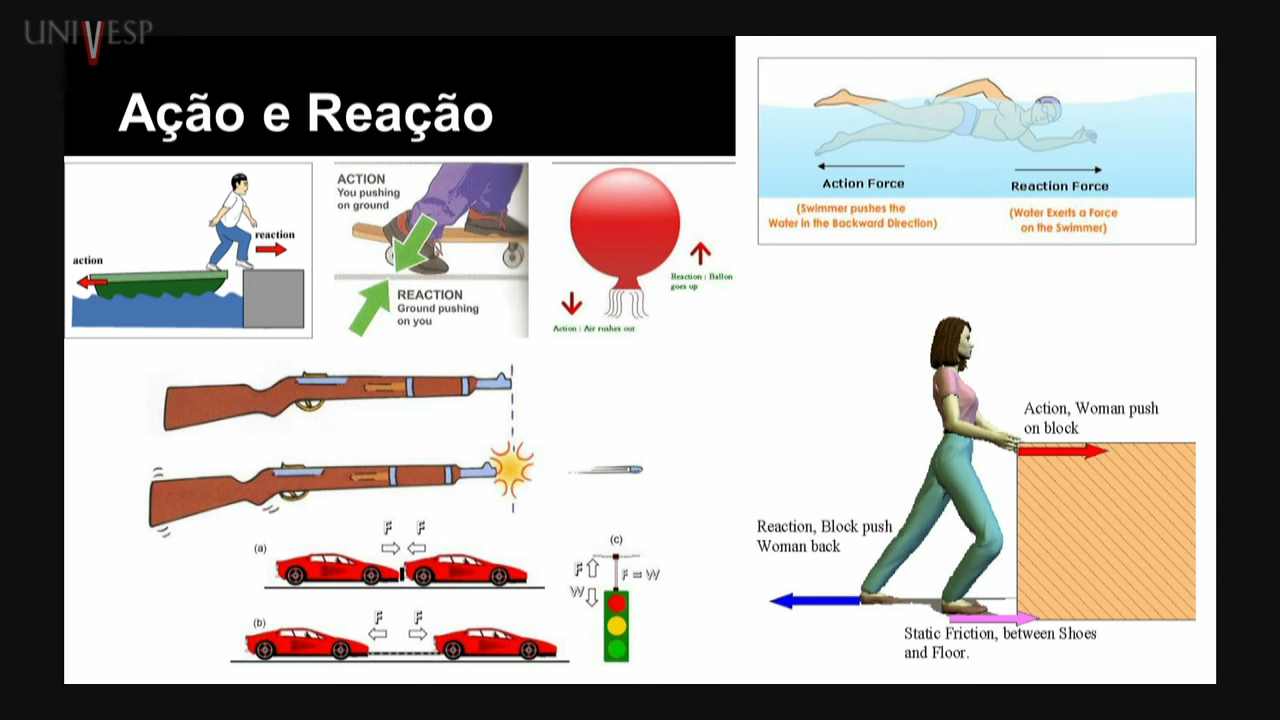 UNIVESP
Ação e Reação
action
reaction
ACTION
You pushing
on ground
REACTION
Ground pushing
on you
Reaction : Ballon
goes up
Action : Air rushes out
Action Force
(Swimmer pushes the
Water in the Backward Direction)
Reaction Force
(Water Exerts a Force
on the Swimmer)
Action, Woman push
on block
Reaction, Block push
Woman back
Static Friction, between Shoes
and Floor.
(a)
F F
(b)
F F
(c)
F
F = W
W